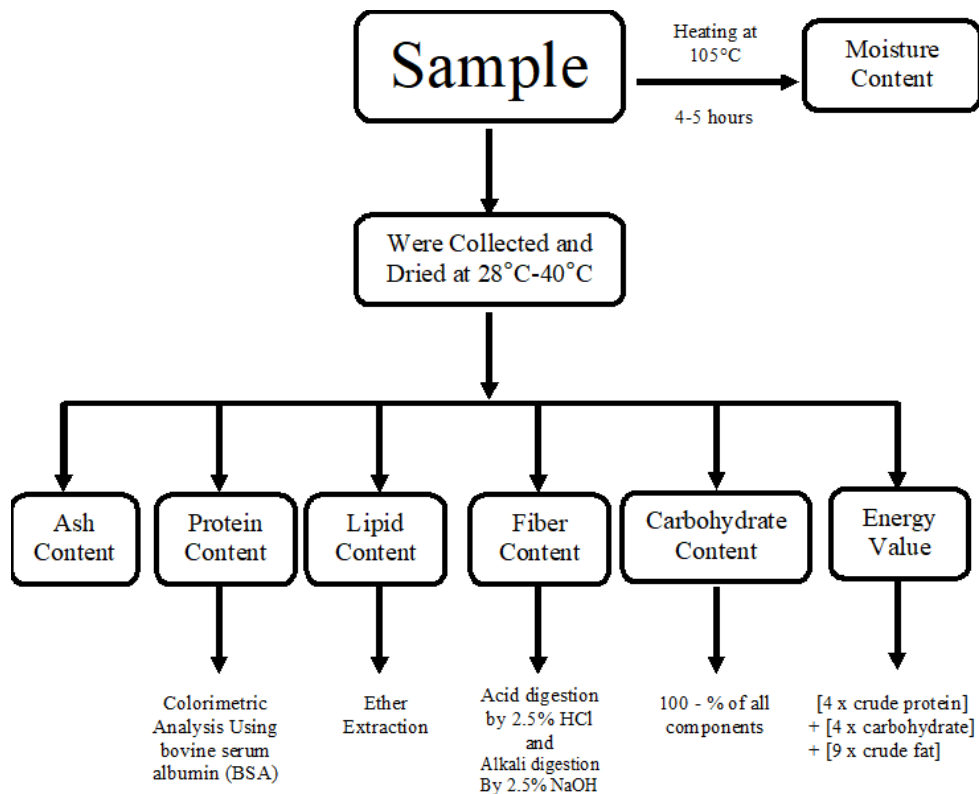 Sample
Heating at
105°C
4-5 hours
Moisture
Content
Were Collected and
Dried at 28°C-40°C
Ash
Content
Protein
Content
Lipid
Content
Fiber
Content
Carbohydrate
Content
Energy
Value
Colorimetric
Analysis Using
bovine serum
albumin (BSA)
Ether
Extraction
Acid digestion
by 2.5% HCl
and
Alkali digestion
By 2.5% NaOH
100 - % of all
components
[4 x crude protein]
+ [4 x carbohydrate]
+ [9 x crude fat]